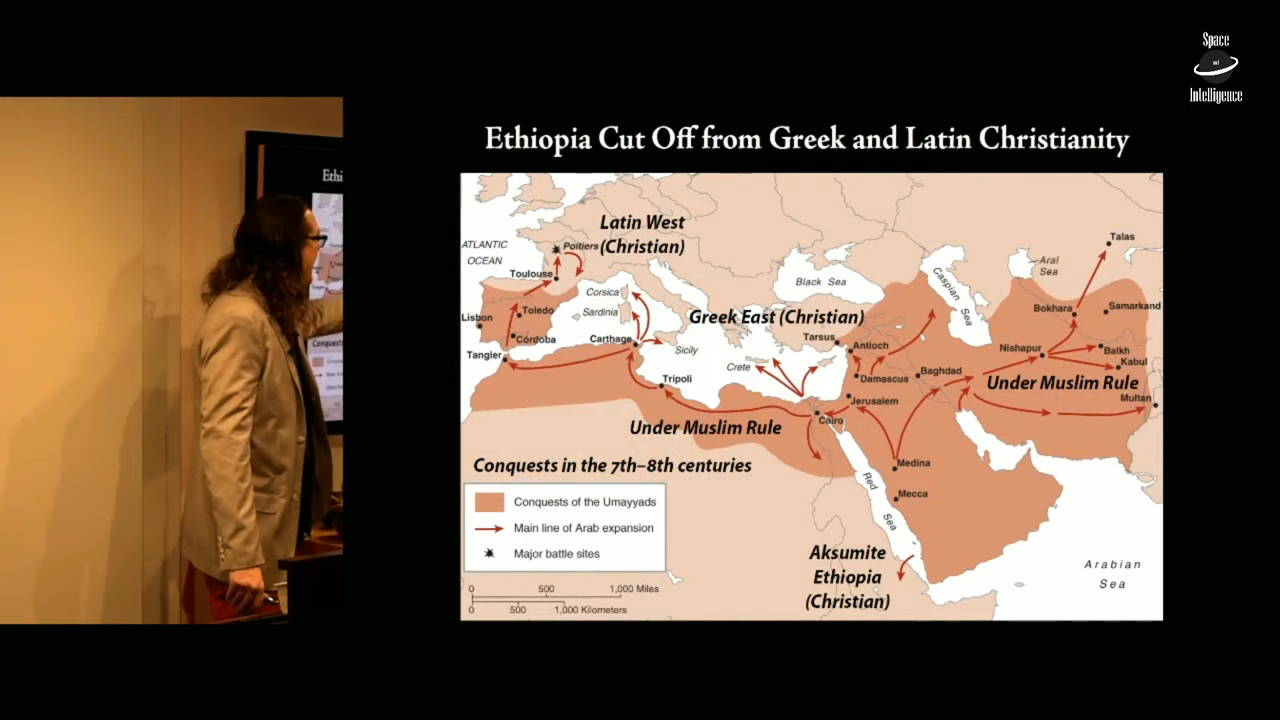 Space
and
Intelligence
Ethiopia Cut Off from Greek and Latin Christianity
Ethi
Conquests
Latin West
(Christian)
ATLANTIC
OCEAN
Poitiers
Toulouse
Corsica
Sardinia
Lisbon
Toledo
Córdoba
Tangier
Carthage
Sicily
Tripoli
Greek East (Christian)
Black Sea
Crete
Tarsus
Antioch
Damascus
Jerusalem
Cairo
Baghdad
Caspian Sea
Aral
Sea
Talas
Bokhara
Samarkand
Nishapur
Balkh
Kabul
Multan
Under Muslim Rule
Under Muslim Rule
Medina
Mecca
Red Sea
Conquests in the 7th–8th centuries
Conquests of the Umayyads
Main line of Arab expansion
Major battle sites
0 500 1,000 Miles
0 500 1,000 Kilometers
Aksumite
Ethiopia
(Christian)
Arabian
Sea